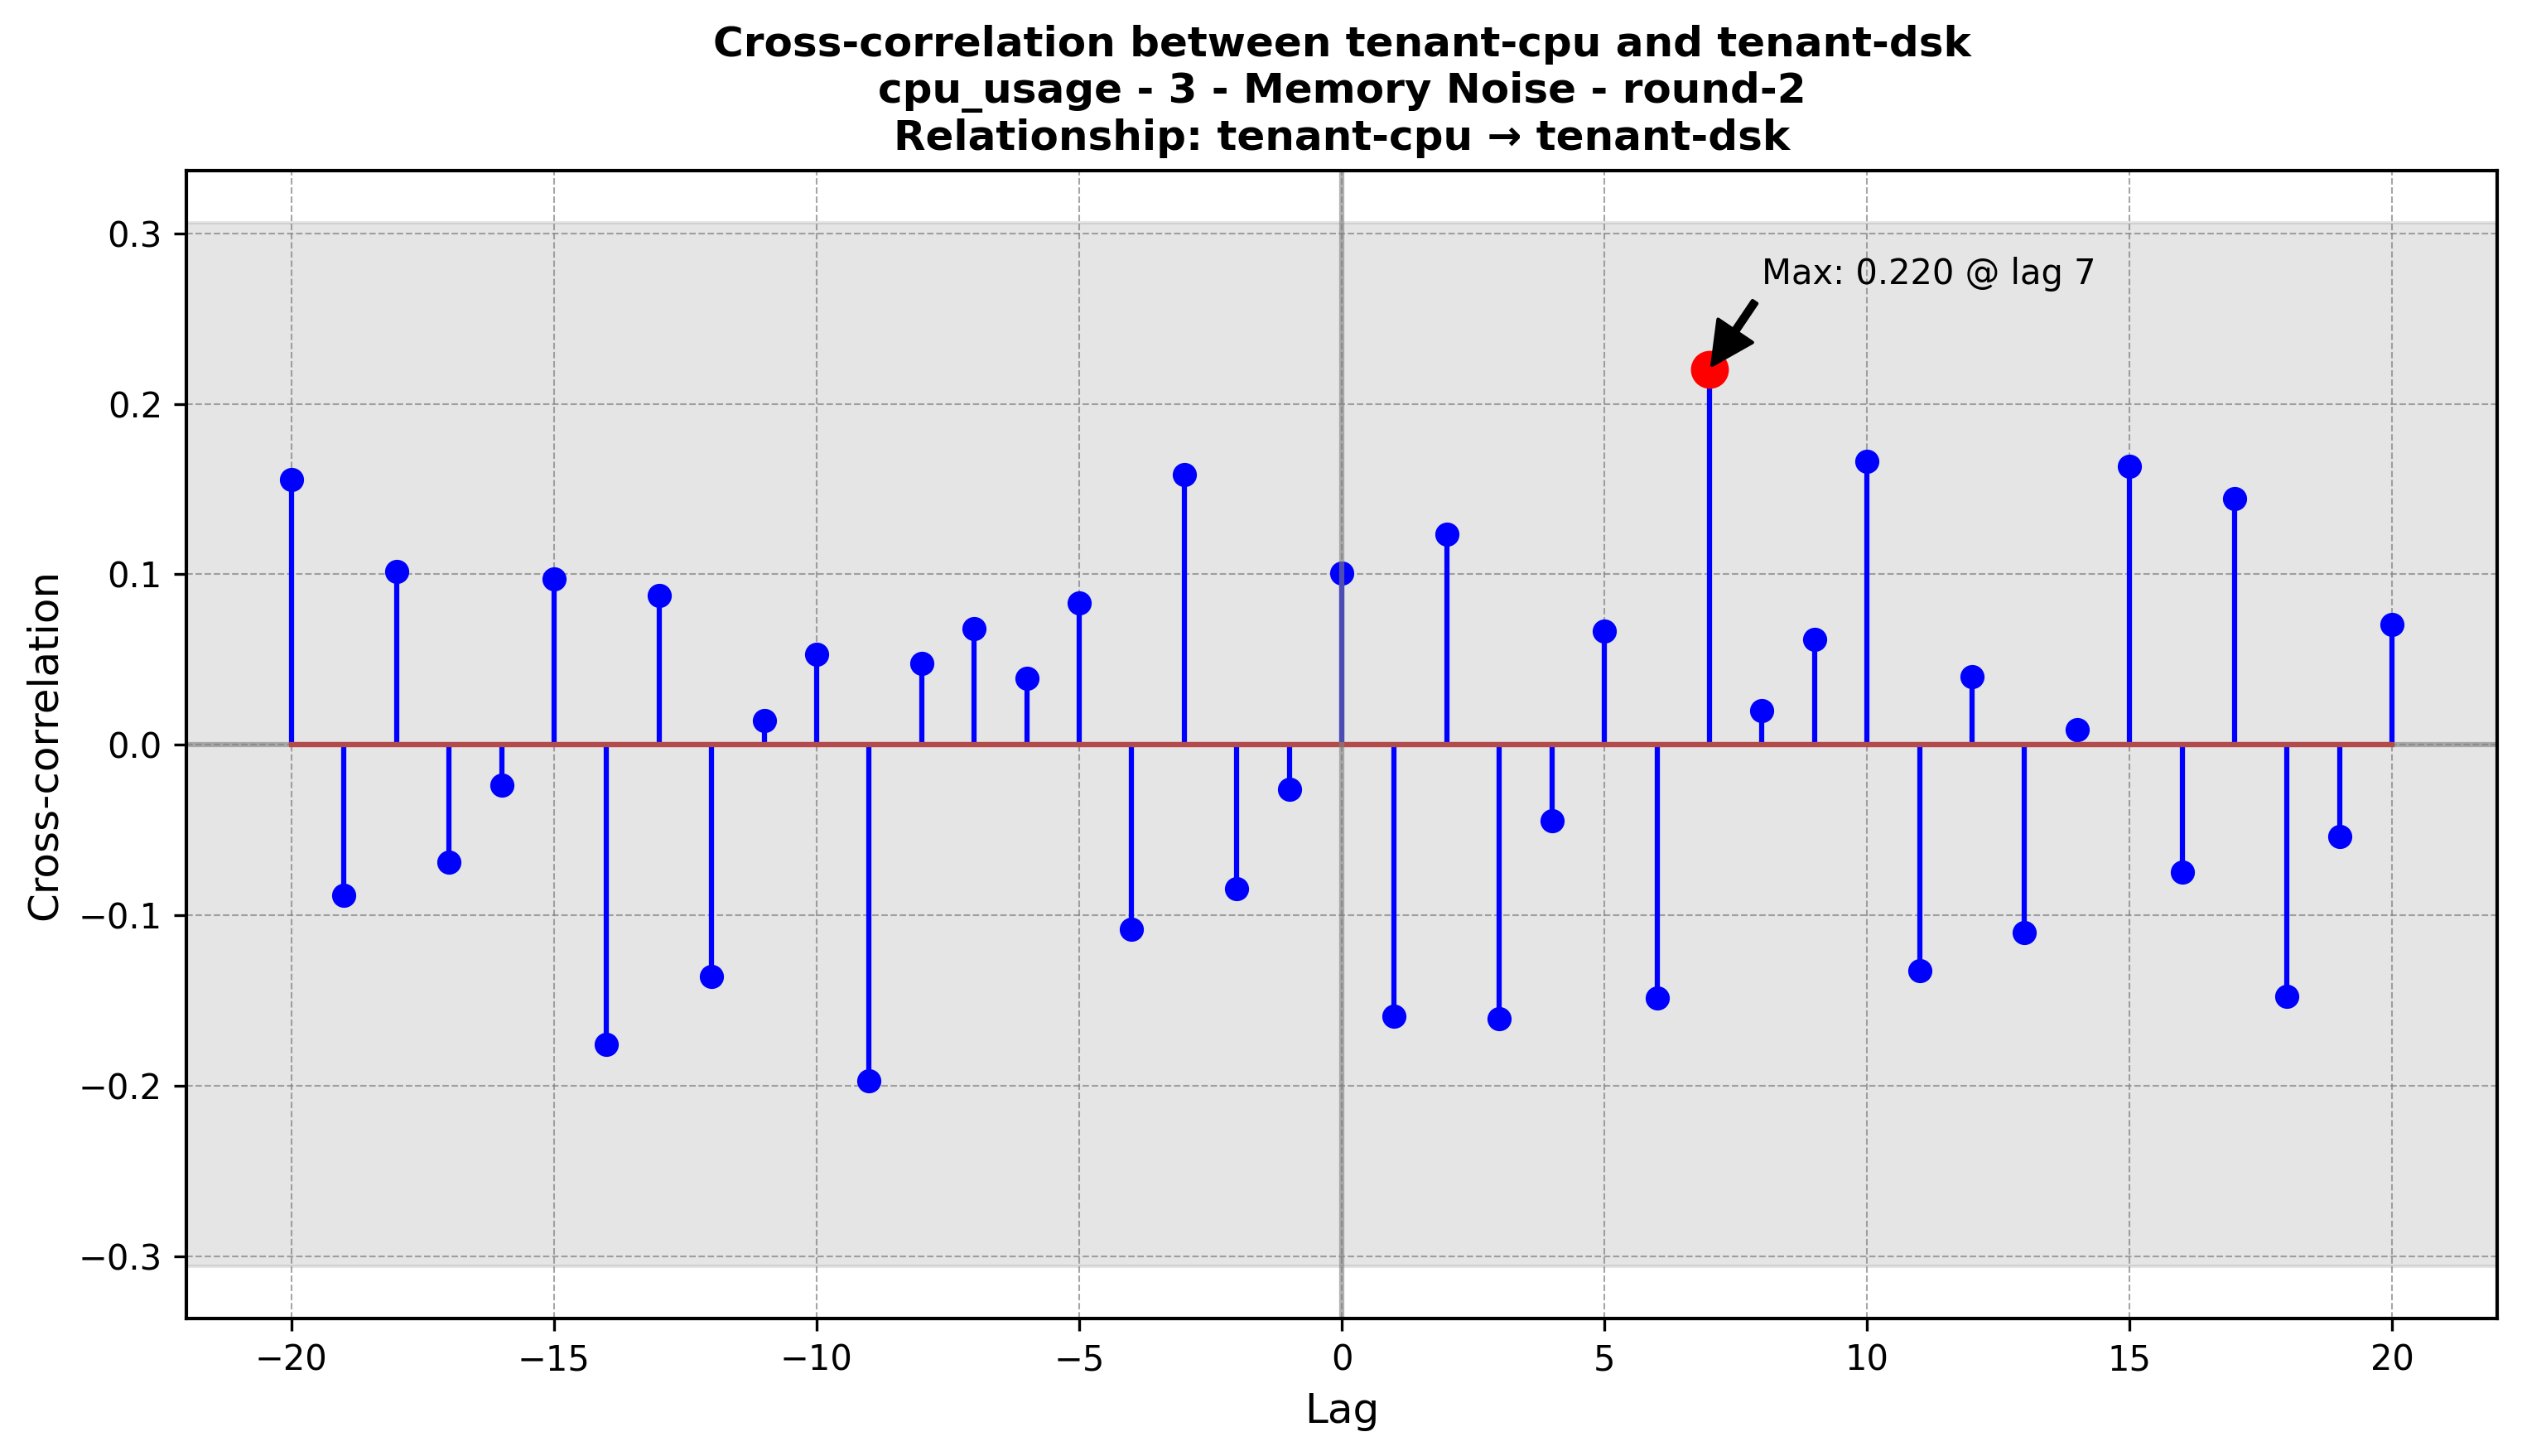 Cross-correlation between tenant-cpu and tenant-dsk
cpu_usage - 3 - Memory Noise - round-2
Relationship: tenant-cpu → tenant-dsk
Max: 0.220 @ lag 7
Cross-correlation
0.3
0.2
0.1
0.0
−0.1
−0.2
−0.3
−20 −15 −10 −5 0 5 10 15 20
Lag